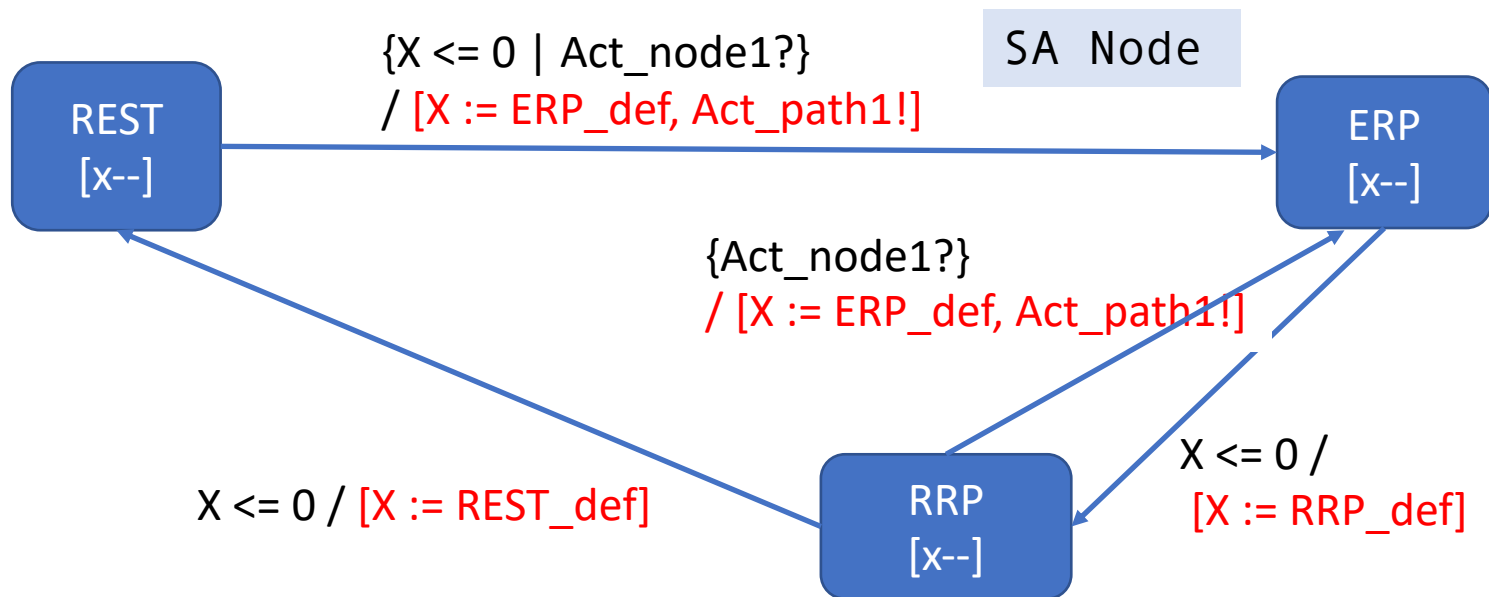 {X <= 0 | Act_node1?}
/ [X := ERP_def, Act_path1!]
SA Node
REST
[x--]
ERP
[x--]
{Act_node1?}
/ [X := ERP_def, Act_path1!]
X <= 0 / [X := REST_def]
RRP
[x--]
X <= 0 /
[X := RRP_def]